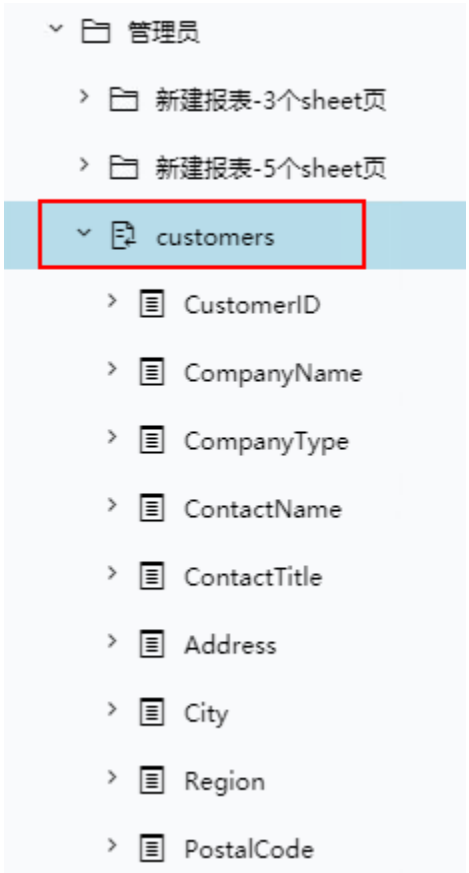 管理员
新建报表-3个sheet页
新建报表-5个sheet页
customers
CustomerID
CompanyName
CompanyType
ContactName
ContactTitle
Address
City
Region
PostalCode